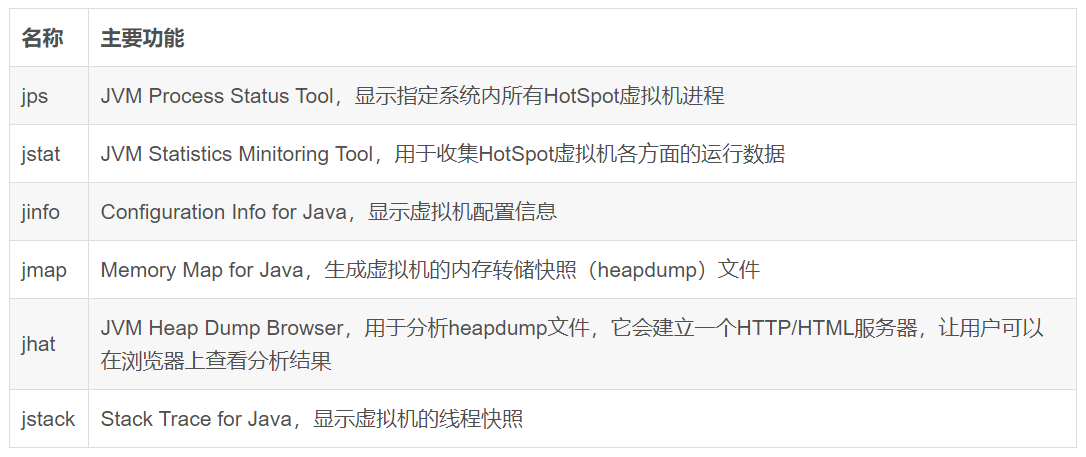 名称 主要功能
jps JVM Process Status Tool，显示指定系统内所有HotSpot虚拟机进程
jstat JVM Statistics Minitoring Tool，用于收集HotSpot虚拟机各方面的运行数据
jinfo Configuration Info for Java，显示虚拟机配置信息
jmap Memory Map for Java，生成虚拟机的内存转储快照（heapdump）文件
jhat JVM Heap Dump Browser，用于分析heapdump文件，它会建立一个HTTP/HTML服务器，让用户可以
在浏览器上查看分析结果
jstack Stack Trace for Java，显示虚拟机的线程快照